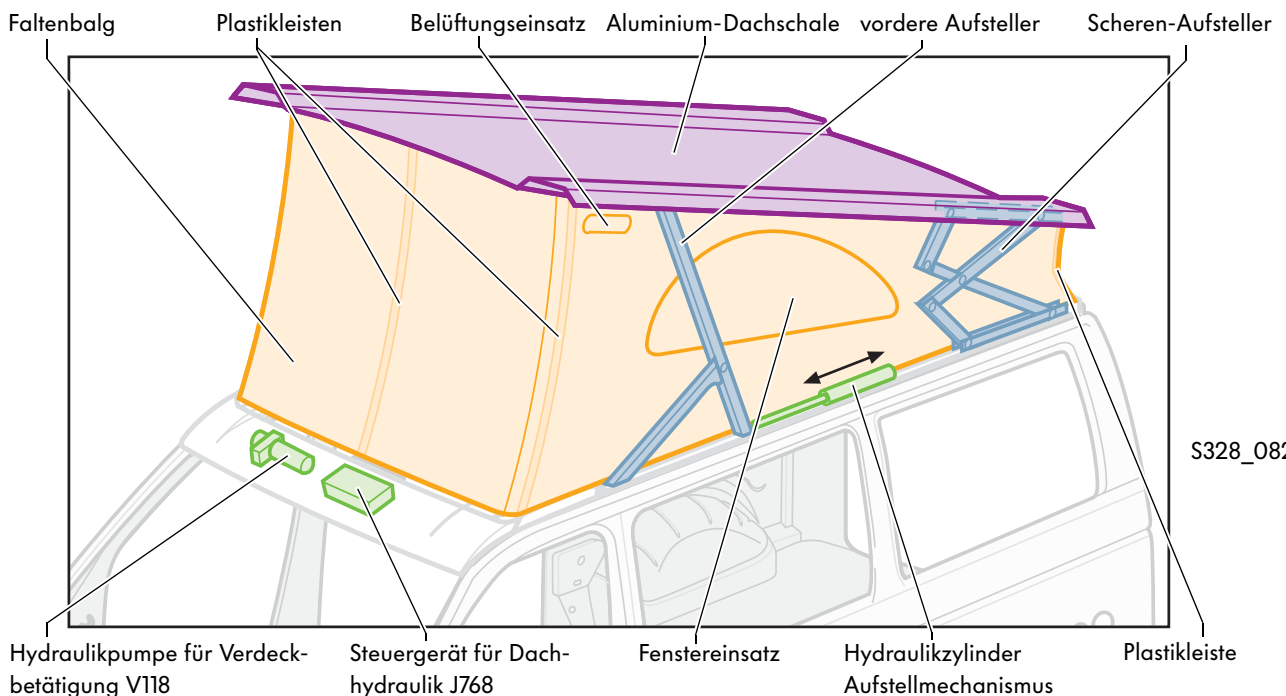 Faltenbalg
Plastikleisten
Belüftungseinsatz
Aluminium-Dachschale
vordere Aufsteller
Scheren-Aufsteller
S328_082
Hydraulikpumpe für Verdeck-
betätigung V118
Steuergerät für Dach-
hydraulik J768
Fenstereinsatz
Hydraulikzylinder
Aufstellmechanismus
Plastikleiste